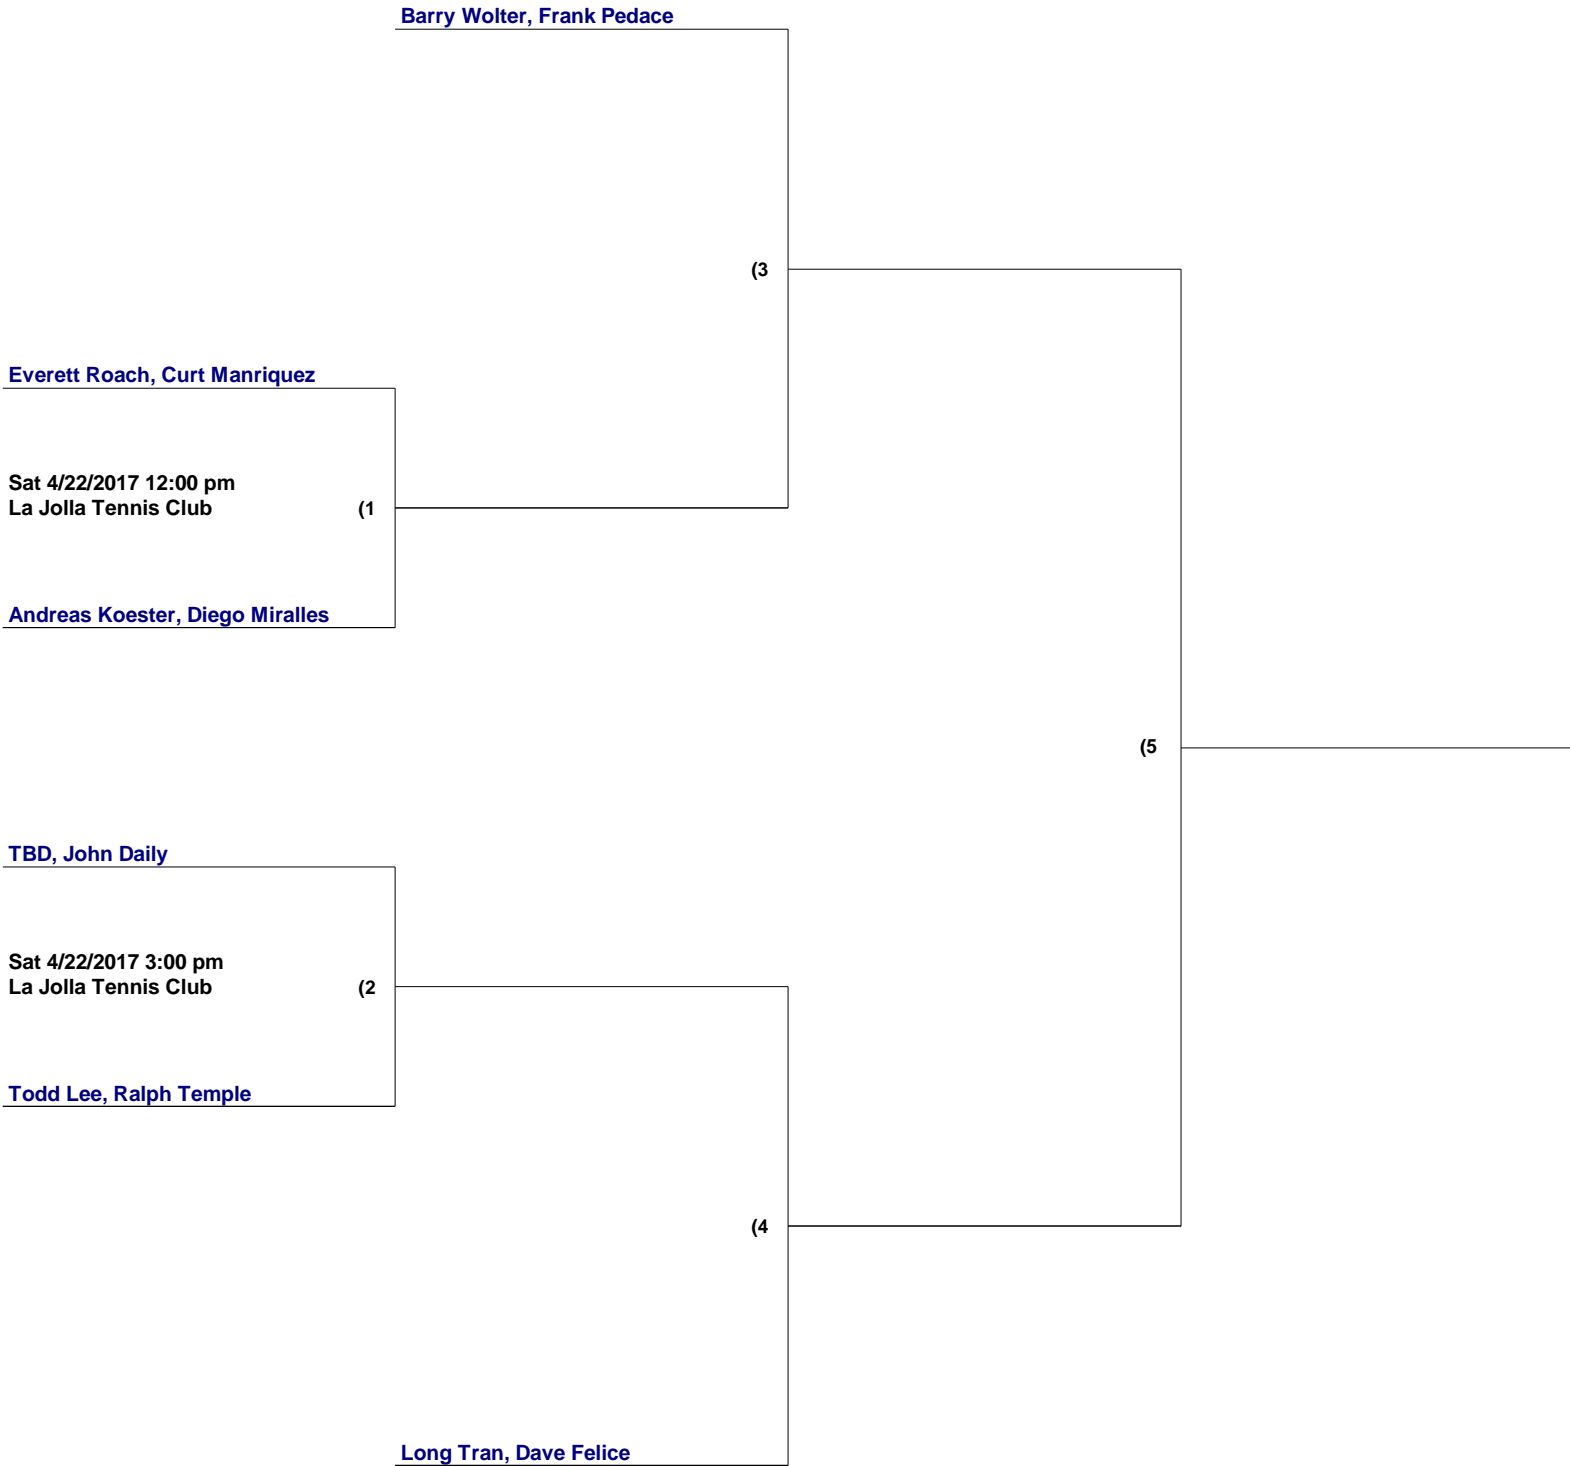 Barry Wolter, Frank Pedace
(3
Everett Roach, Curt Manriquez
Sat 4/22/2017 12:00 pm
La Jolla Tennis Club (1
Andreas Koester, Diego Miralles
(5
TBD, John Daily
Sat 4/22/2017 3:00 pm
La Jolla Tennis Club (2
Todd Lee, Ralph Temple
(4
Long Tran, Dave Felice